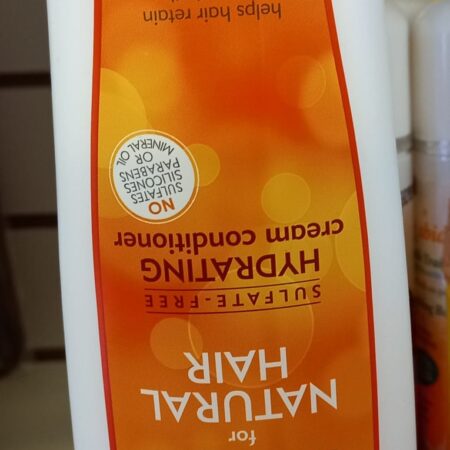 for
NATURAL
HAIR
SULFATE-FREE
HYDRATING
cream conditioner
NO
SULFATES
SILICONES
PARABENS
OR
MINERAL OIL
helps hair retain